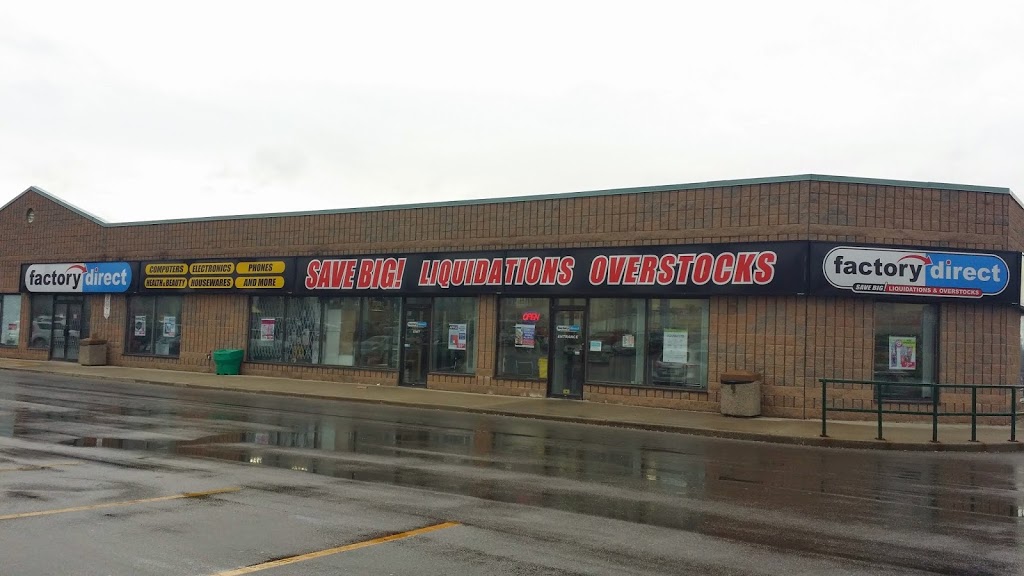 factory direct
COMPUTERS ELECTRONICS PHONES
HEALTH & BEAUTY HOUSEWARES AND MORE
SAVE BIG! LIQUIDATIONS OVERSTOCKS
factory direct
SAVE BIG! LIQUIDATIONS & OVERSTOCKS
OPEN
ENTRANCE